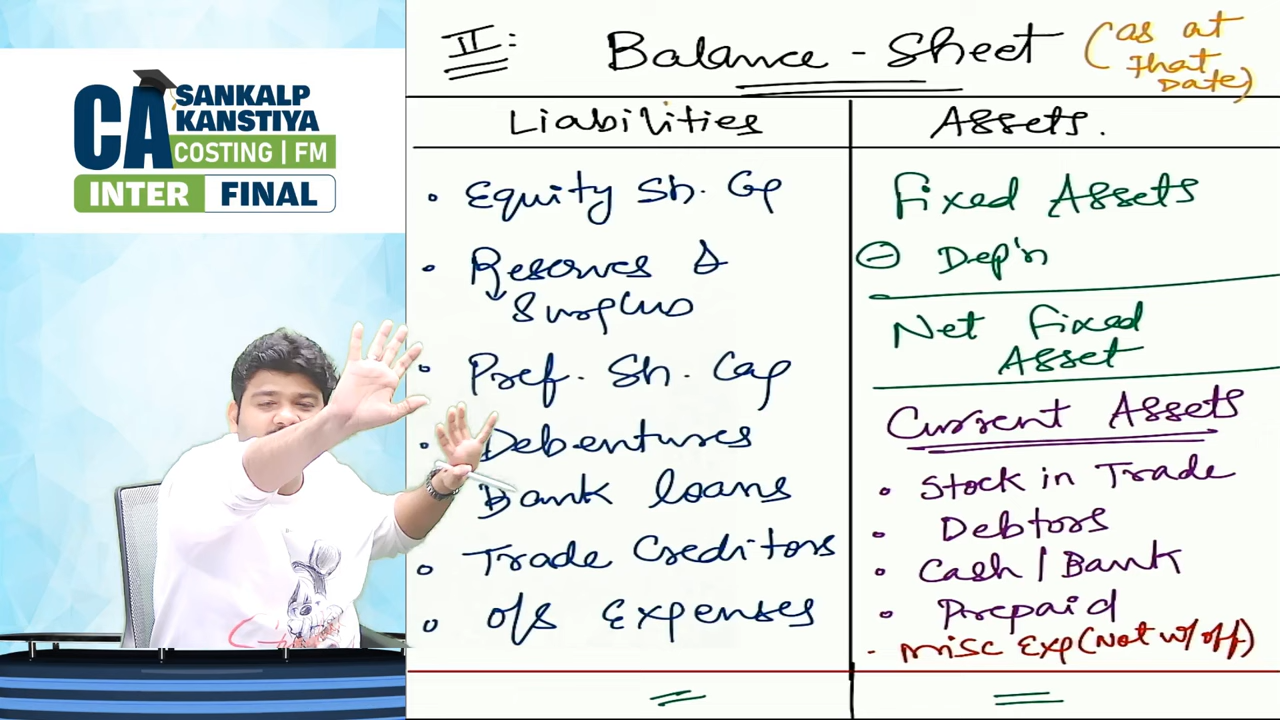 CA
SANKALP
KANSTIYA
COSTING | FM
INTER FINAL
II: Balance - Sheet (as at that Date)
Liabilities
• Equity Sh. Cap
• Reserves & Surplus
• Pref. Sh. Cap
• Debentures
Bank loans
• Trade Creditors
• o/s Expenses
Assets.
Fixed Assets
⊖ Dep'n
Net Fixed
Asset
Current Assets
• Stock in Trade
• Debtors
• Cash / Bank
• Prepaid
• Misc Exp (Not w/off)